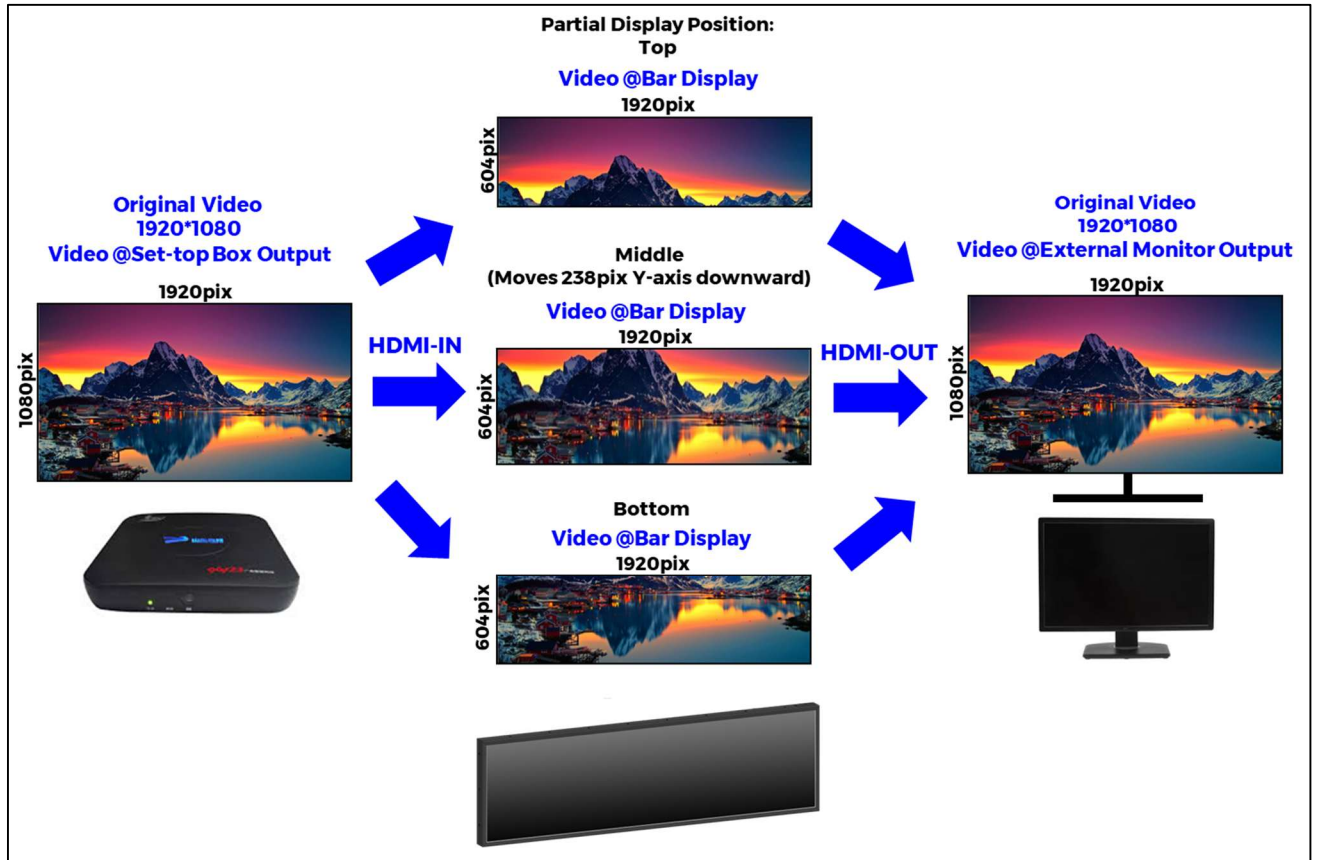 Partial Display Position:
Top
Video @Bar Display
1920pix
604pix
Original Video
1920*1080
Video @Set-top Box Output
1920pix
1080pix
HDMI-IN
Middle
(Moves 238pix Y-axis downward)
Video @Bar Display
1920pix
604pix
HDMI-OUT
Original Video
1920*1080
Video @External Monitor Output
1920pix
1080pix
Bottom
Video @Bar Display
1920pix
604pix